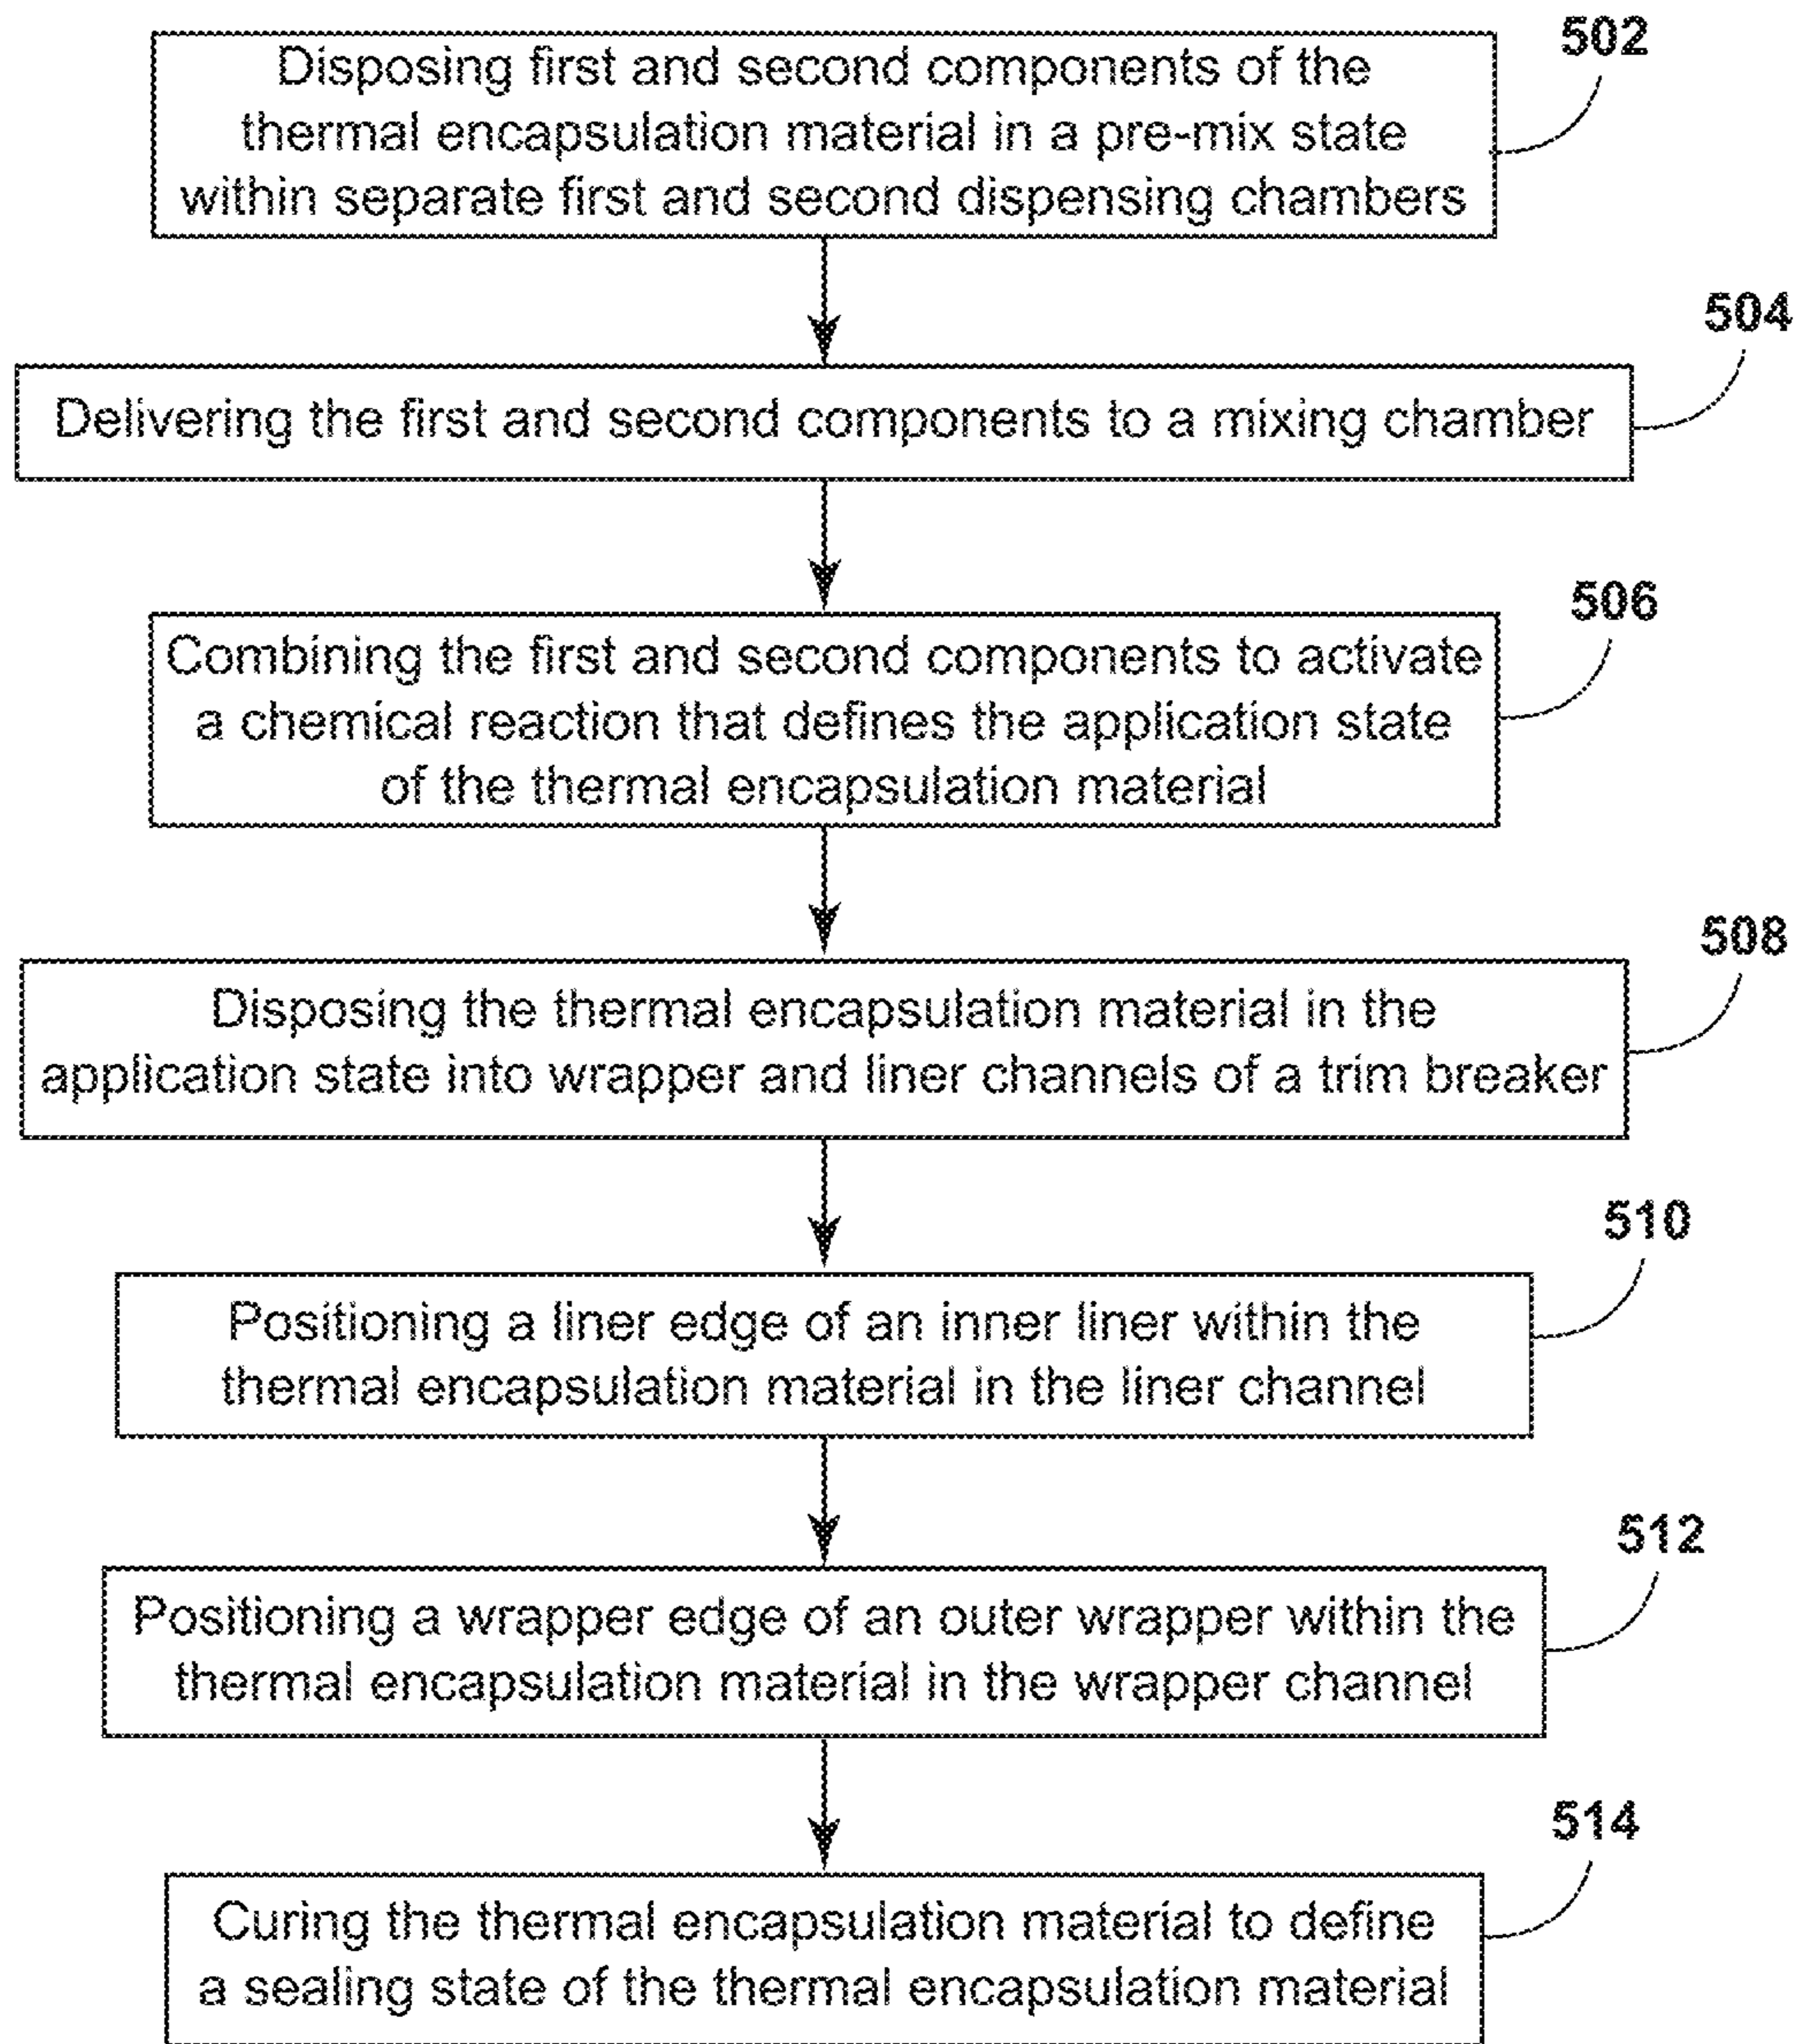 502
Disposing first and second components of the
thermal encapsulation material in a pre-mix state
within separate first and second dispensing chambers
504
Delivering the first and second components to a mixing chamber
506
Combining the first and second components to activate
a chemical reaction that defines the application state
of the thermal encapsulation material
508
Disposing the thermal encapsulation material in the
application state into wrapper and liner channels of a trim breaker
510
Positioning a liner edge of an inner liner within the
thermal encapsulation material in the liner channel
512
Positioning a wrapper edge of an outer wrapper within the
thermal encapsulation material in the wrapper channel
514
Curing the thermal encapsulation material to define
a sealing state of the thermal encapsulation material